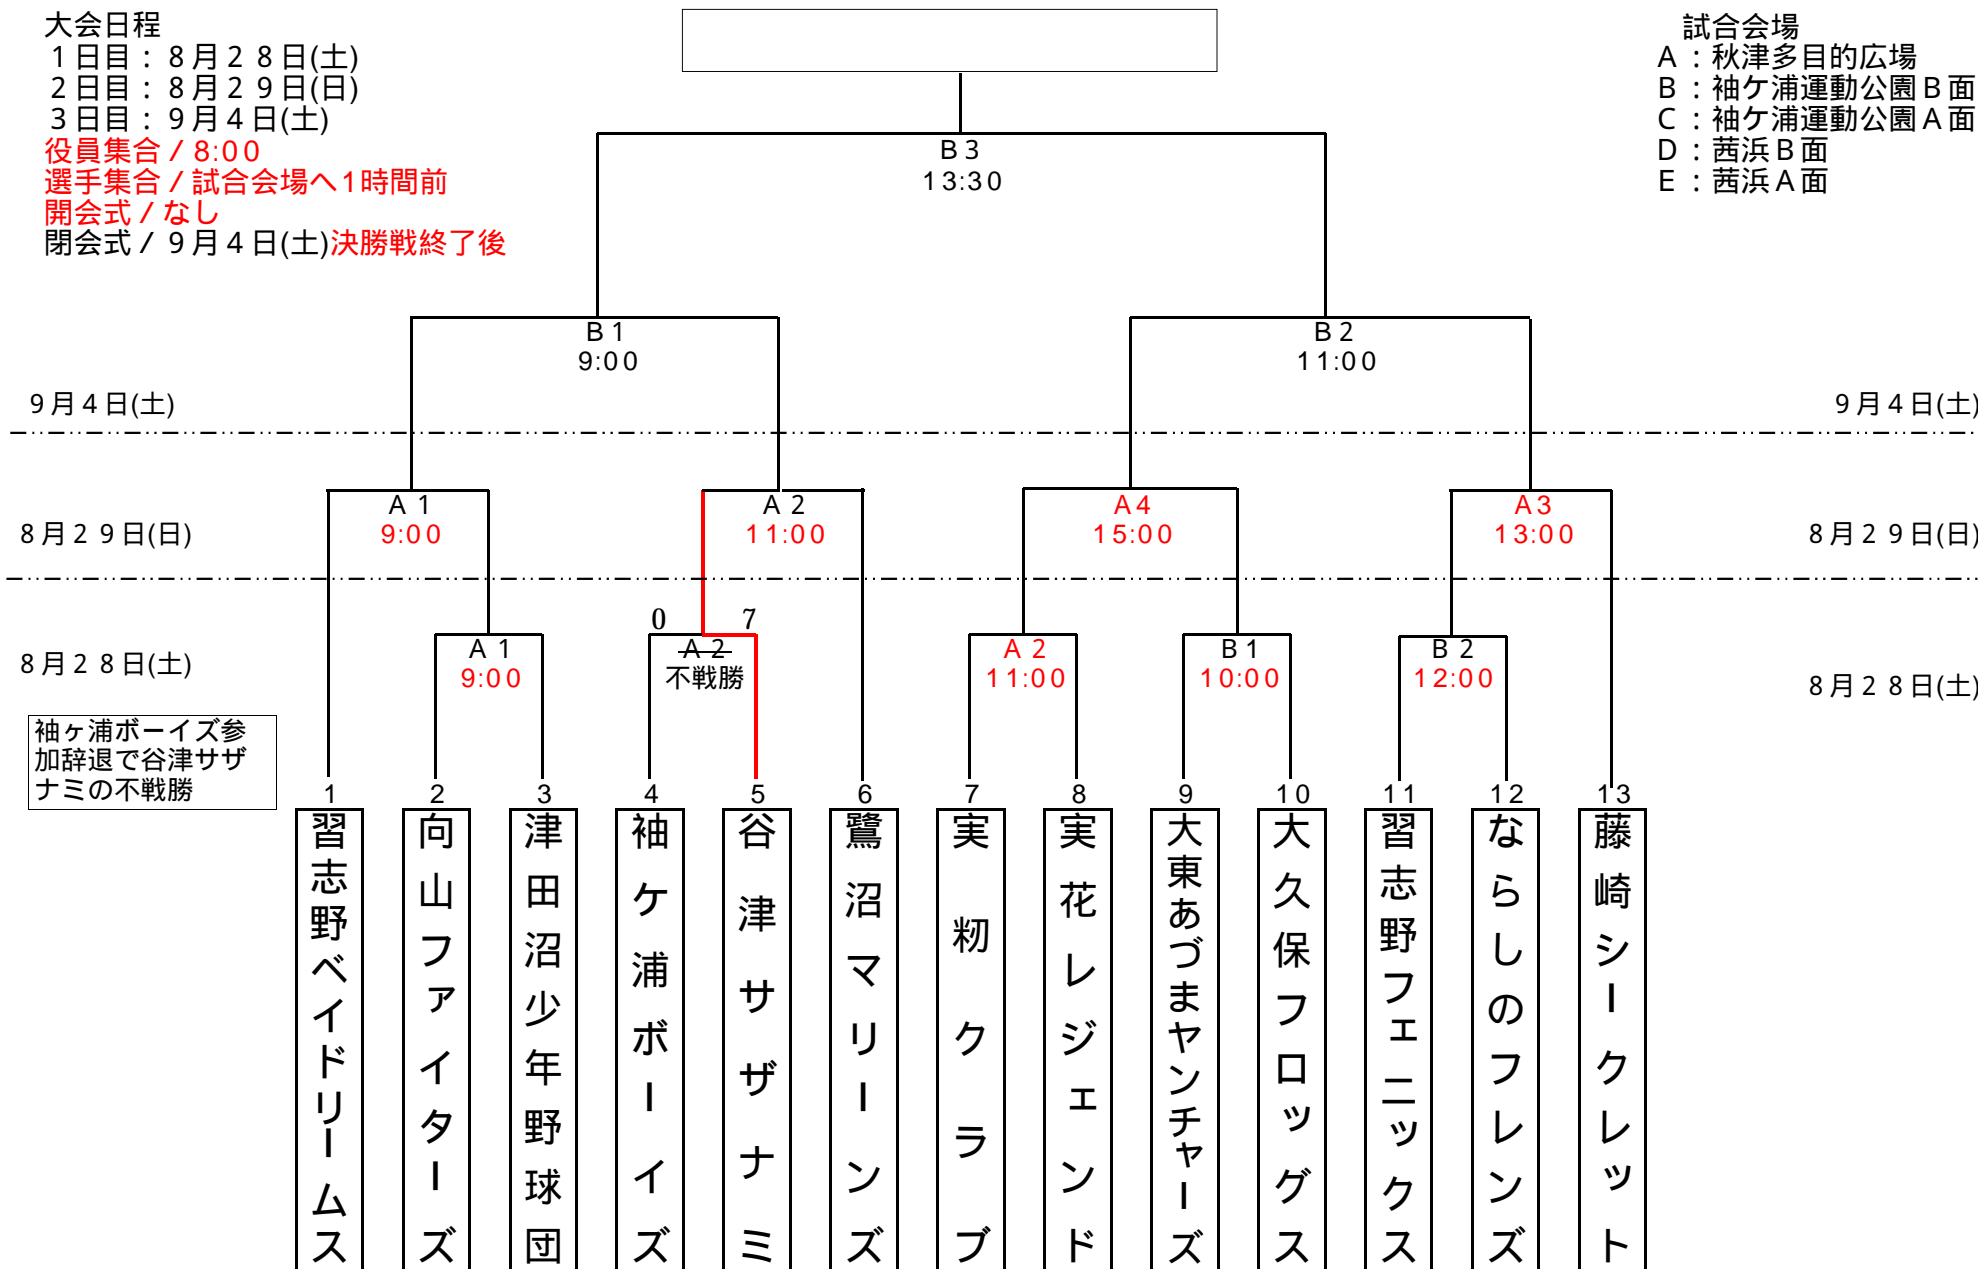 大会日程
1日目：8月28日(土)
2日目：8月29日(日)
3日目：9月4日(土)
役員集合／8:00
選手集合／試合会場へ1時間前
開会式／なし
閉会式／9月4日(土)決勝戦終了後
試合会場
A：秋津多目的広場
B：袖ケ浦運動公園B面
C：袖ケ浦運動公園A面
D：茜浜B面
E：茜浜A面
B3
13:30
B1
9:00
B2
11:00
9月4日(土)
9月4日(土)
A1
9:00
A2
11:00
A4
15:00
A3
13:00
8月29日(日)
8月29日(日)
0 7
A1
9:00
A2
不戦勝
A2
11:00
B1
10:00
B2
12:00
8月28日(土)
8月28日(土)
袖ヶ浦ボーイズ参
加辞退で谷津サザ
ナミの不戦勝
1
習志野ベイドリームス
2
向山ファイターズ
3
津田沼少年野球団
4
袖ケ浦ボーイズ
5
谷津サザナミ
6
鷺沼マリーンズ
7
実籾クラブ
8
実花レジェンド
9
大東あづまヤンチャーズ
10
大久保フロッグス
11
習志野フェニックス
12
ならしのフレンズ
13
藤崎シークレット